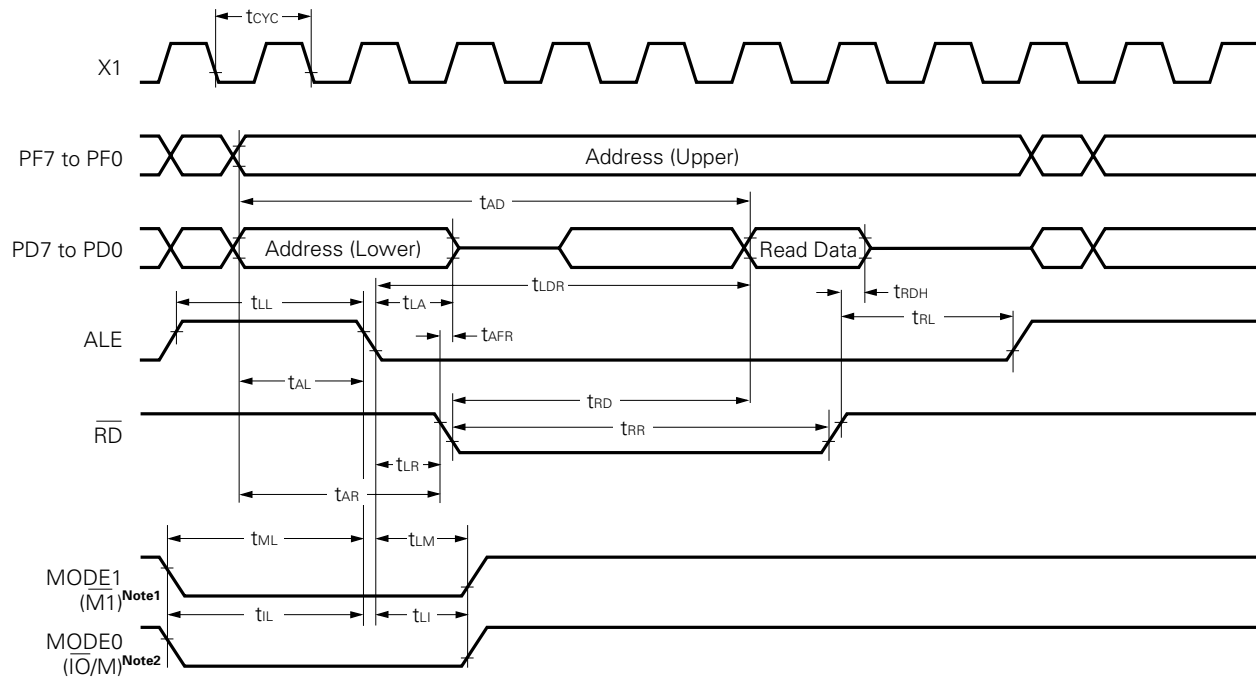 tCYC
X1
PF7 to PF0
Address (Upper)
tAD
PD7 to PD0
Address (Lower)
Read Data
tLDR
tRDH
tLL
tLA
tRL
ALE
tAFR
tAL
tRD
RD
tRR
tLR
tAR
tML
tLM
MODE1
(M1)Note1
tIL
tLI
MODE0
(IO/M)Note2